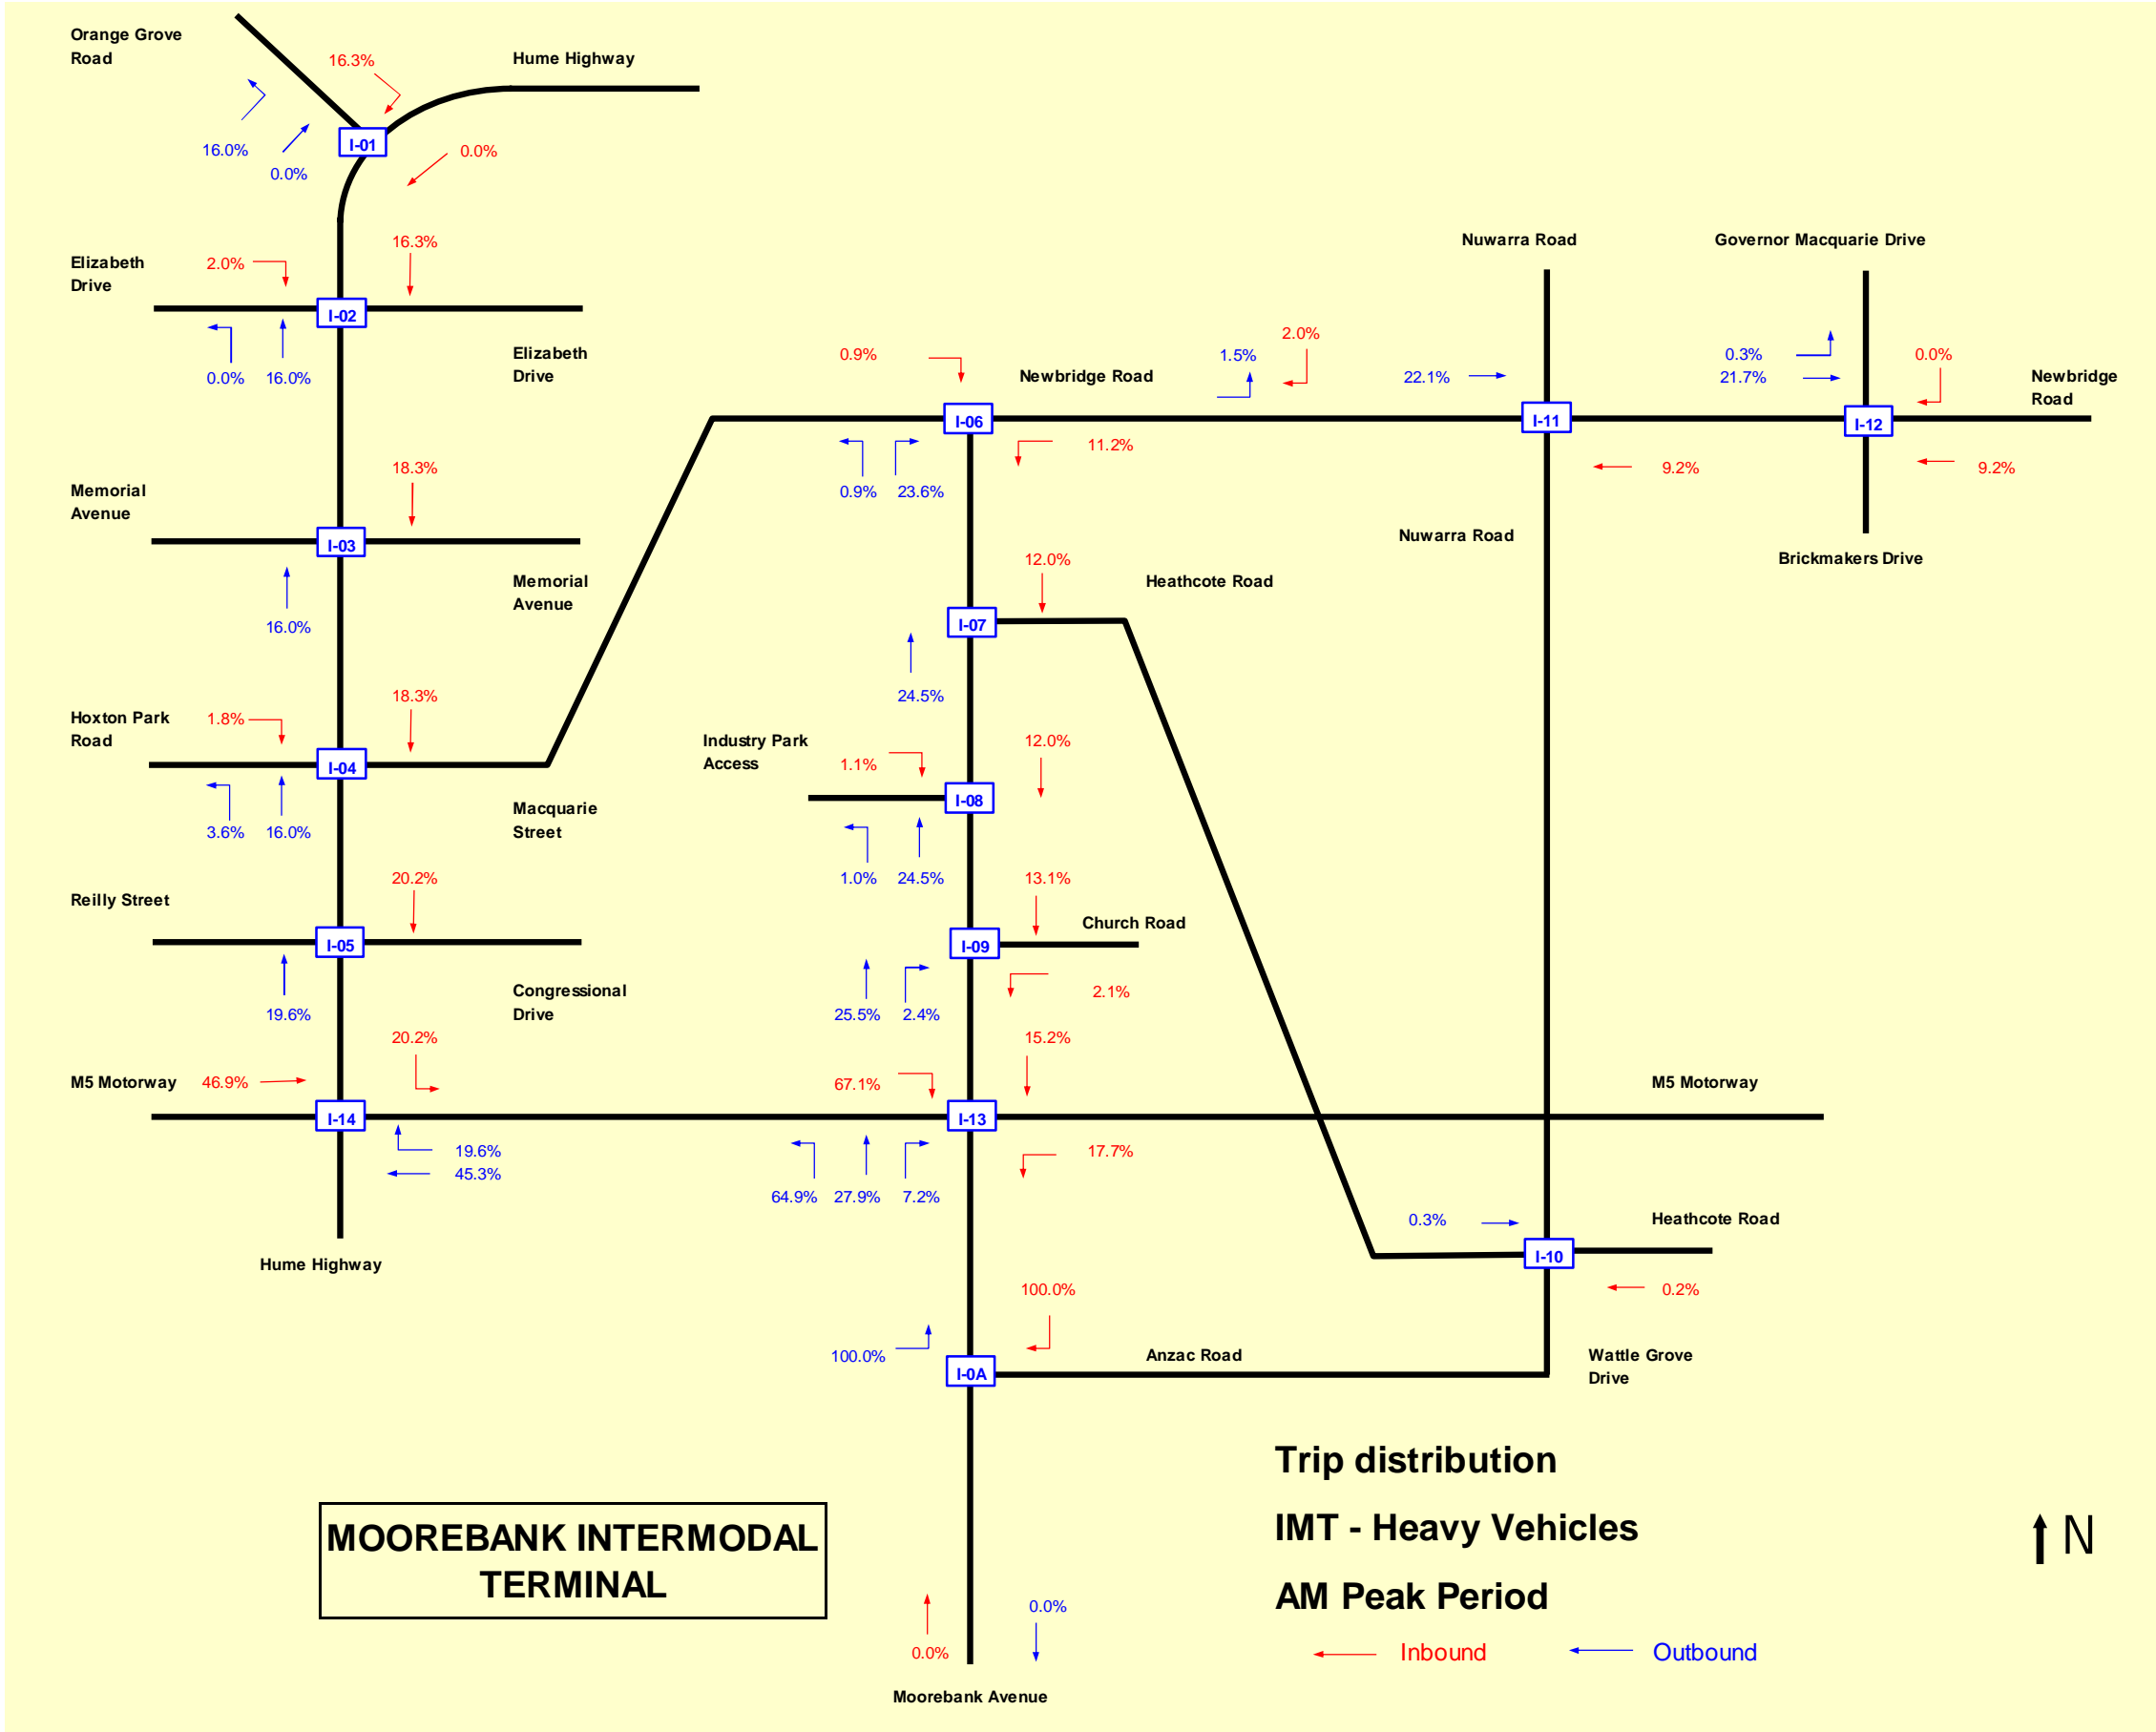 Orange Grove
Road
16.3%
Hume Highway
I-01
16.0%
0.0%
0.0%
Elizabeth
Drive
2.0%
16.3%
I-02
0.0%
16.0%
Elizabeth
Drive
Memorial
Avenue
18.3%
I-03
Memorial
Avenue
16.0%
Hoxton Park
Road
1.8%
18.3%
I-04
3.6%
16.0%
Macquarie
Street
Reilly Street
20.2%
I-05
19.6%
Congressional
Drive
M5 Motorway
46.9%
20.2%
I-14
19.6%
45.3%
Hume Highway
0.9%
Newbridge Road
I-06
0.9%
23.6%
11.2%
1.5%
2.0%
12.0%
Heathcote Road
I-07
24.5%
Industry Park
Access
1.1%
12.0%
I-08
1.0%
24.5%
13.1%
Church Road
I-09
2.1%
25.5%
2.4%
15.2%
67.1%
I-13
17.7%
64.9%
27.9%
7.2%
M5 Motorway
Nuwarra Road
22.1%
I-11
9.2%
Nuwarra Road
Governor Macquarie Drive
0.3%
21.7%
0.0%
Newbridge
Road
I-12
9.2%
Brickmakers Drive
0.3%
Heathcote Road
I-10
0.2%
100.0%
100.0%
I-0A
Anzac Road
Wattle Grove
Drive
0.0%
0.0%
Moorebank Avenue
MOOREBANK INTERMODAL
TERMINAL
Trip distribution
IMT - Heavy Vehicles
AM Peak Period
Inbound
Outbound
N